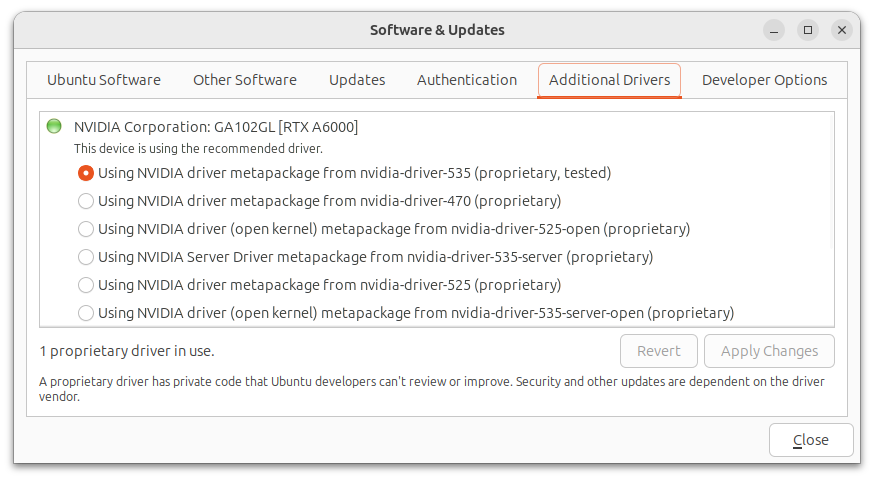 Software & Updates
Ubuntu Software
Other Software
Updates
Authentication
Additional Drivers
Developer Options
NVIDIA Corporation: GA102GL [RTX A6000]
This device is using the recommended driver.
Using NVIDIA driver metapackage from nvidia-driver-535 (proprietary, tested)
Using NVIDIA driver metapackage from nvidia-driver-470 (proprietary)
Using NVIDIA driver (open kernel) metapackage from nvidia-driver-525-open (proprietary)
Using NVIDIA Server Driver metapackage from nvidia-driver-535-server (proprietary)
Using NVIDIA driver metapackage from nvidia-driver-525 (proprietary)
Using NVIDIA driver (open kernel) metapackage from nvidia-driver-535-server-open (proprietary)
1 proprietary driver in use.
Revert
Apply Changes
A proprietary driver has private code that Ubuntu developers can't review or improve. Security and other updates are dependent on the driver
vendor.
Close